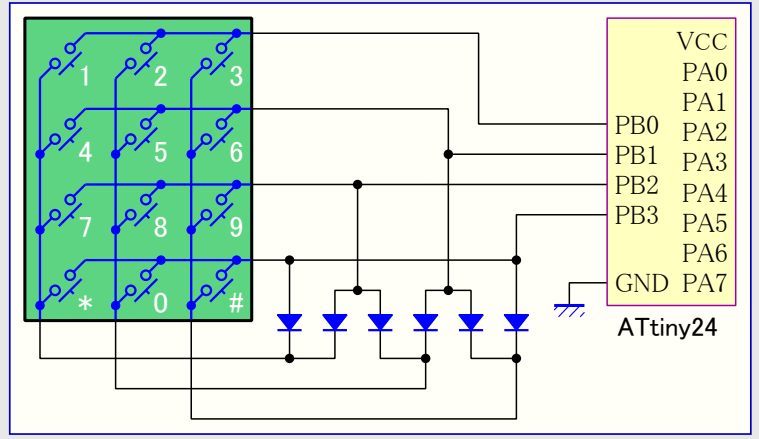 1 2 3
4 5 6
7 8 9
* 0 #
VCC
PA0
PA1
PB0 PA2
PB1 PA3
PB2 PA4
PB3 PA5
PA6
GND PA7
ATtiny24